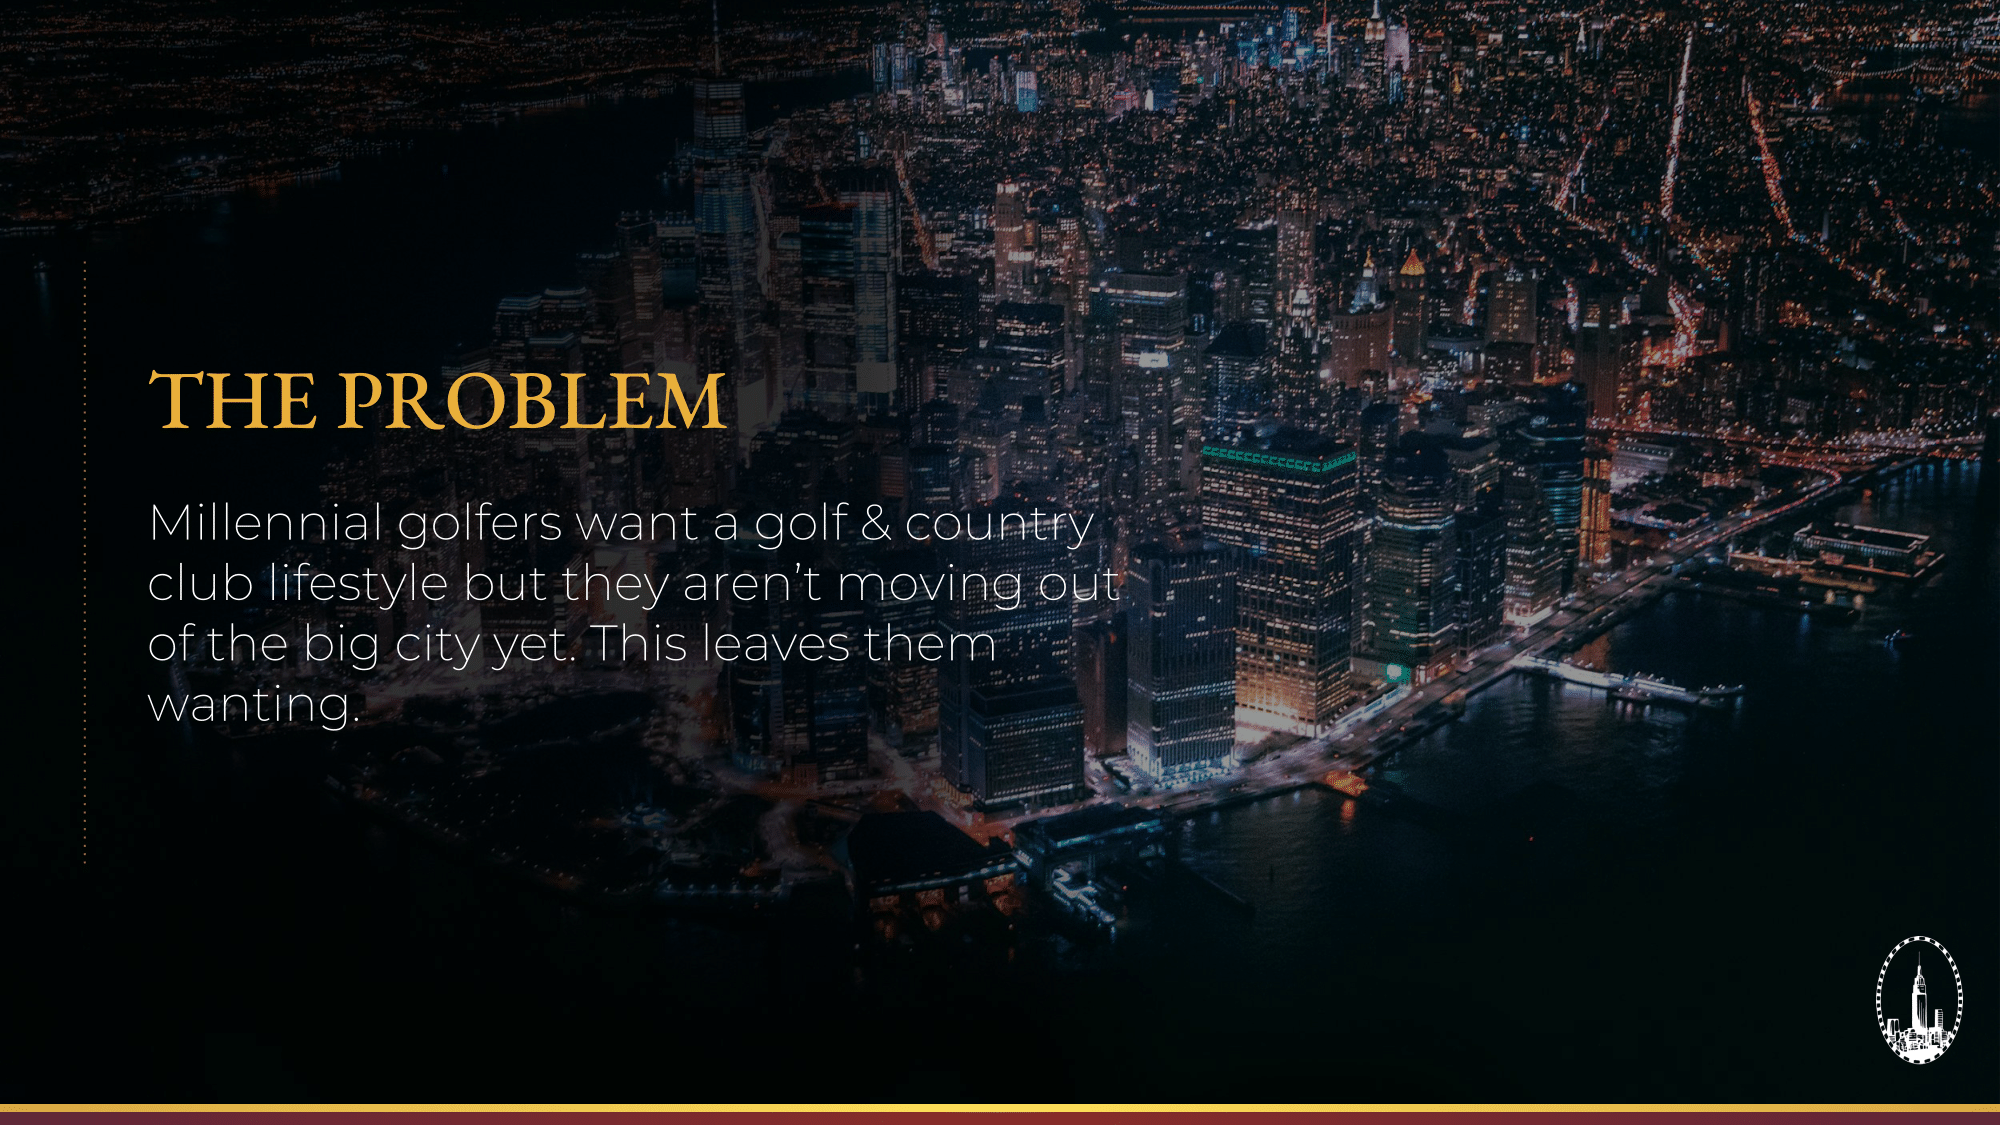 THE PROBLEM
Millennial golfers want a golf & country
club lifestyle but they aren’t moving out
of the big city yet. This leaves them
wanting.